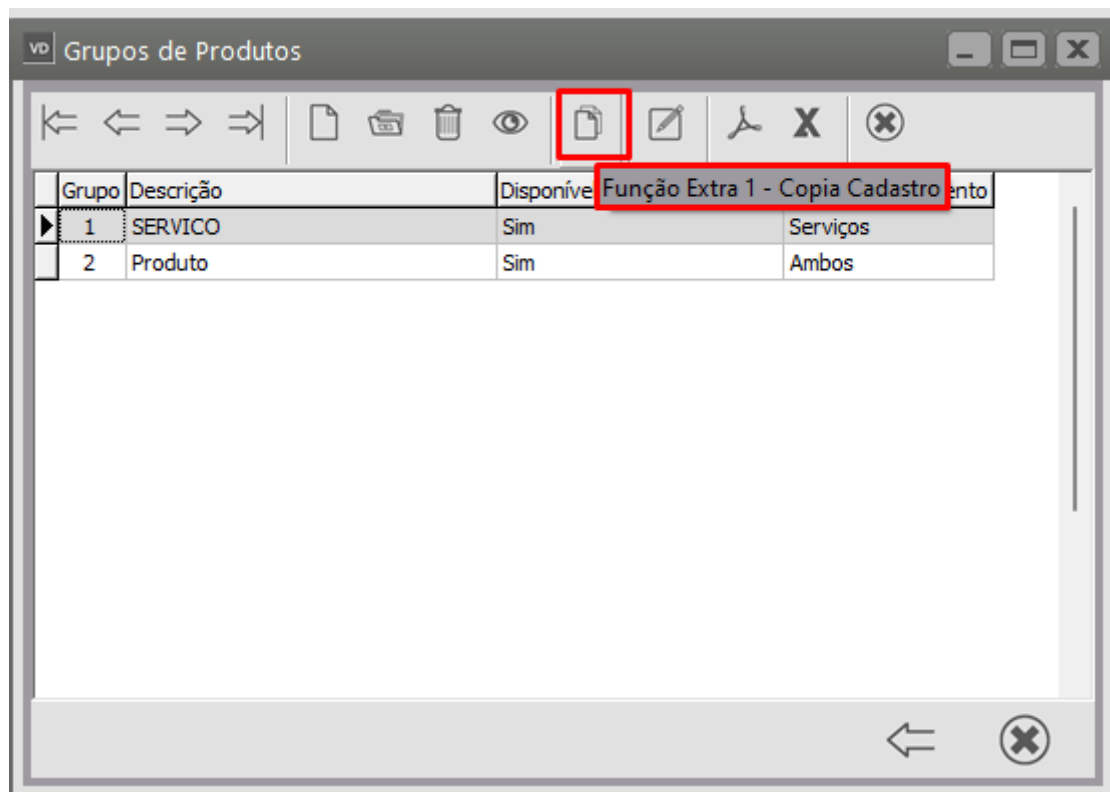 VD Grupos de Produtos
X
Função Extra 1 - Copia Cadastro
Grupo Descrição Disponíve ento
1 SERVICO Sim Serviços
2 Produto Sim Ambos